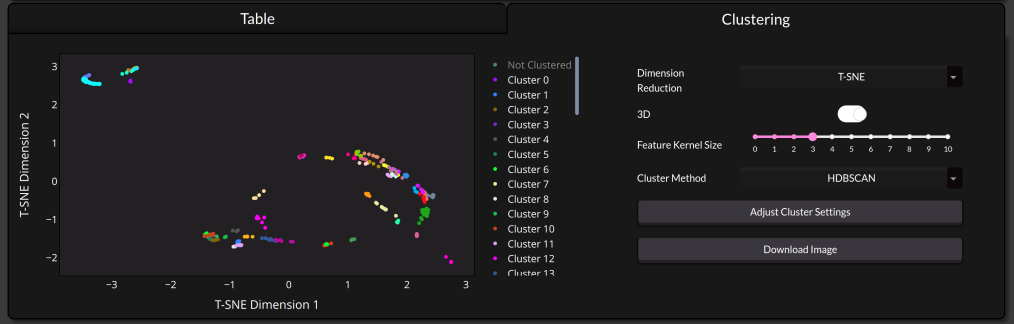 Table
Clustering
3
2
1
0
−1
−2
T-SNE Dimension 2
−3
−2
−1
0
1
2
3
T-SNE Dimension 1
Not Clustered
Cluster 0
Cluster 1
Cluster 2
Cluster 3
Cluster 4
Cluster 5
Cluster 6
Cluster 7
Cluster 8
Cluster 9
Cluster 10
Cluster 11
Cluster 12
Cluster 13
Dimension
Reduction
T-SNE
3D
Feature Kernel Size
0 1 2 3 4 5 6 7 8 9 10
Cluster Method
HDBSCAN
Adjust Cluster Settings
Download Image